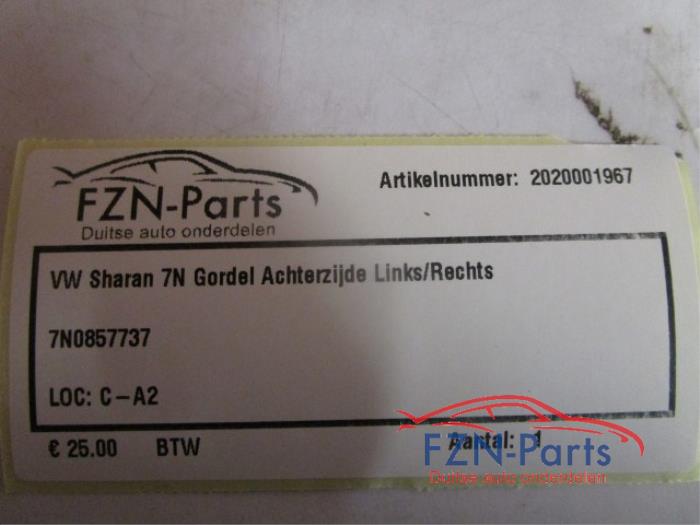 FZN-Parts
Duitse auto onderdelen
Artikelnummer: 2020001967
VW Sharan 7N Gordel Achterzijde Links/Rechts
7N0857737
LOC: C-A2
€ 25.00 BTW
Aantal: 1
FZN-Parts
Duitse auto onderdelen